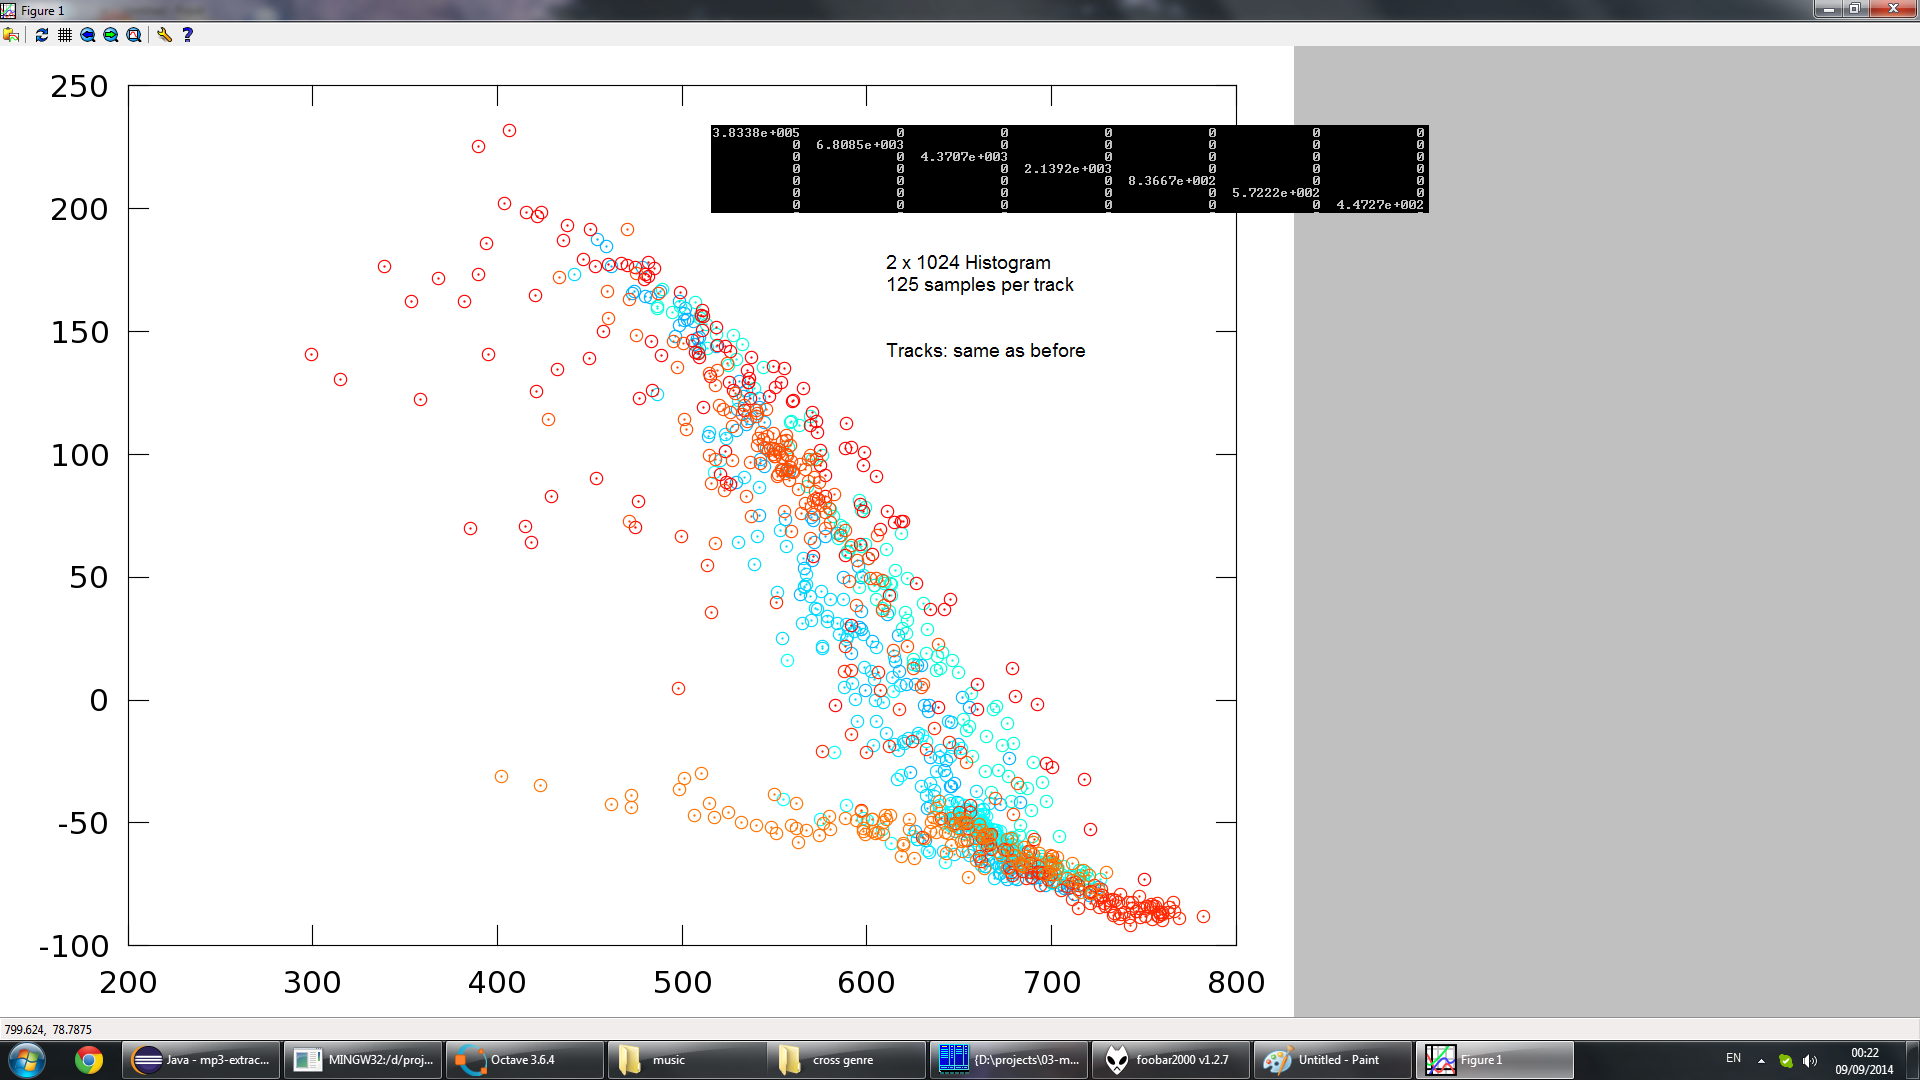 Figure 1
250
200
150
100
50
0
-50
-100
200 300 400 500 600 700 800
3.8338e+005 0 0 0 0 0 0
0 6.8085e+003 0 0 0 0 0
0 0 4.3707e+003 0 0 0 0
0 0 0 2.1392e+003 0 0 0
0 0 0 0 8.3667e+002 0 0
0 0 0 0 0 5.7222e+002 0
0 0 0 0 0 0 4.4727e+002
2 x 1024 Histogram
125 samples per track
Tracks: same as before
799.624, 78.7875
Java - mp3-extrac... MINGW32:/d/proj... Octave 3.6.4 music cross genre {D:\projects\03-m... foobar2000 v1.2.7 Untitled - Paint Figure 1 EN 00:22
09/09/2014